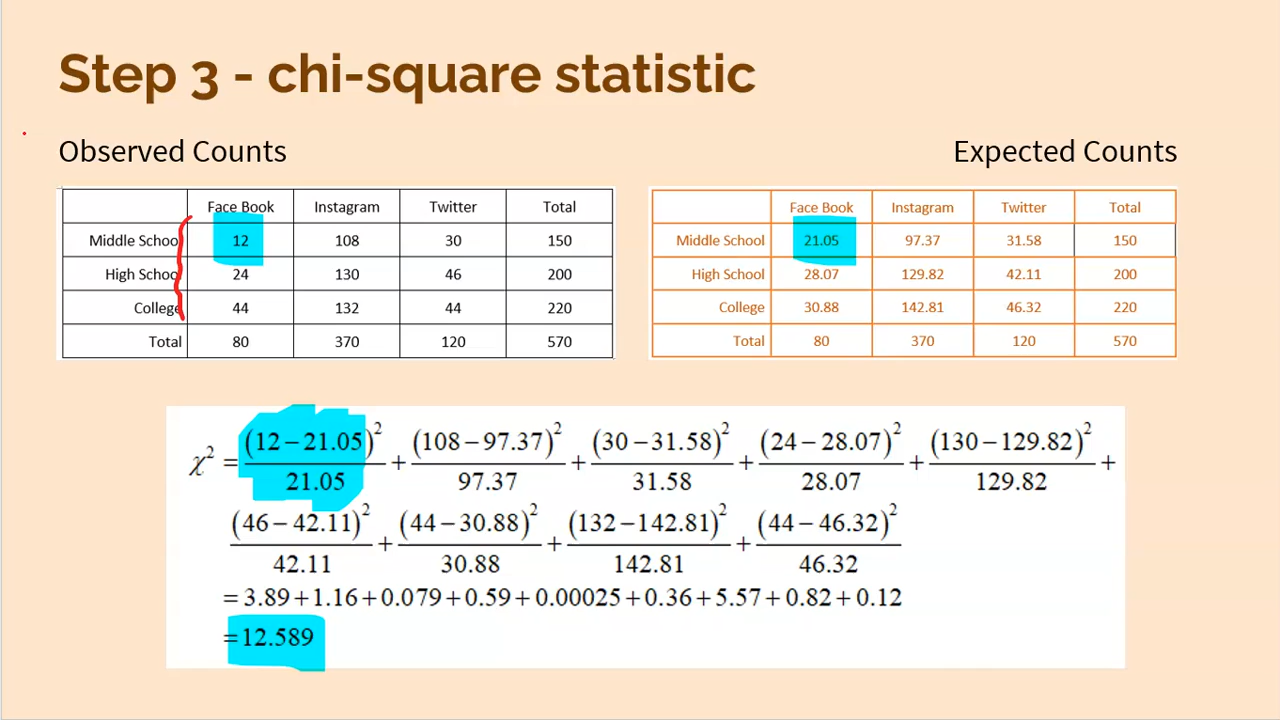 Step 3 - chi-square statistic
Observed Counts
Expected Counts
Face Book Instagram Twitter Total
Middle School 12 108 30 150
High School 24 130 46 200
College 44 132 44 220
Total 80 370 120 570
Face Book Instagram Twitter Total
Middle School 21.05 97.37 31.58 150
High School 28.07 129.82 42.11 200
College 30.88 142.81 46.32 220
Total 80 370 120 570
χ² = (12−21.05)²/21.05 + (108−97.37)²/97.37 + (30−31.58)²/31.58 + (24−28.07)²/28.07 + (130−129.82)²/129.82 +
(46−42.11)²/42.11 + (44−30.88)²/30.88 + (132−142.81)²/142.81 + (44−46.32)²/46.32
= 3.89+1.16+0.079+0.59+0.00025+0.36+5.57+0.82+0.12
=12.589